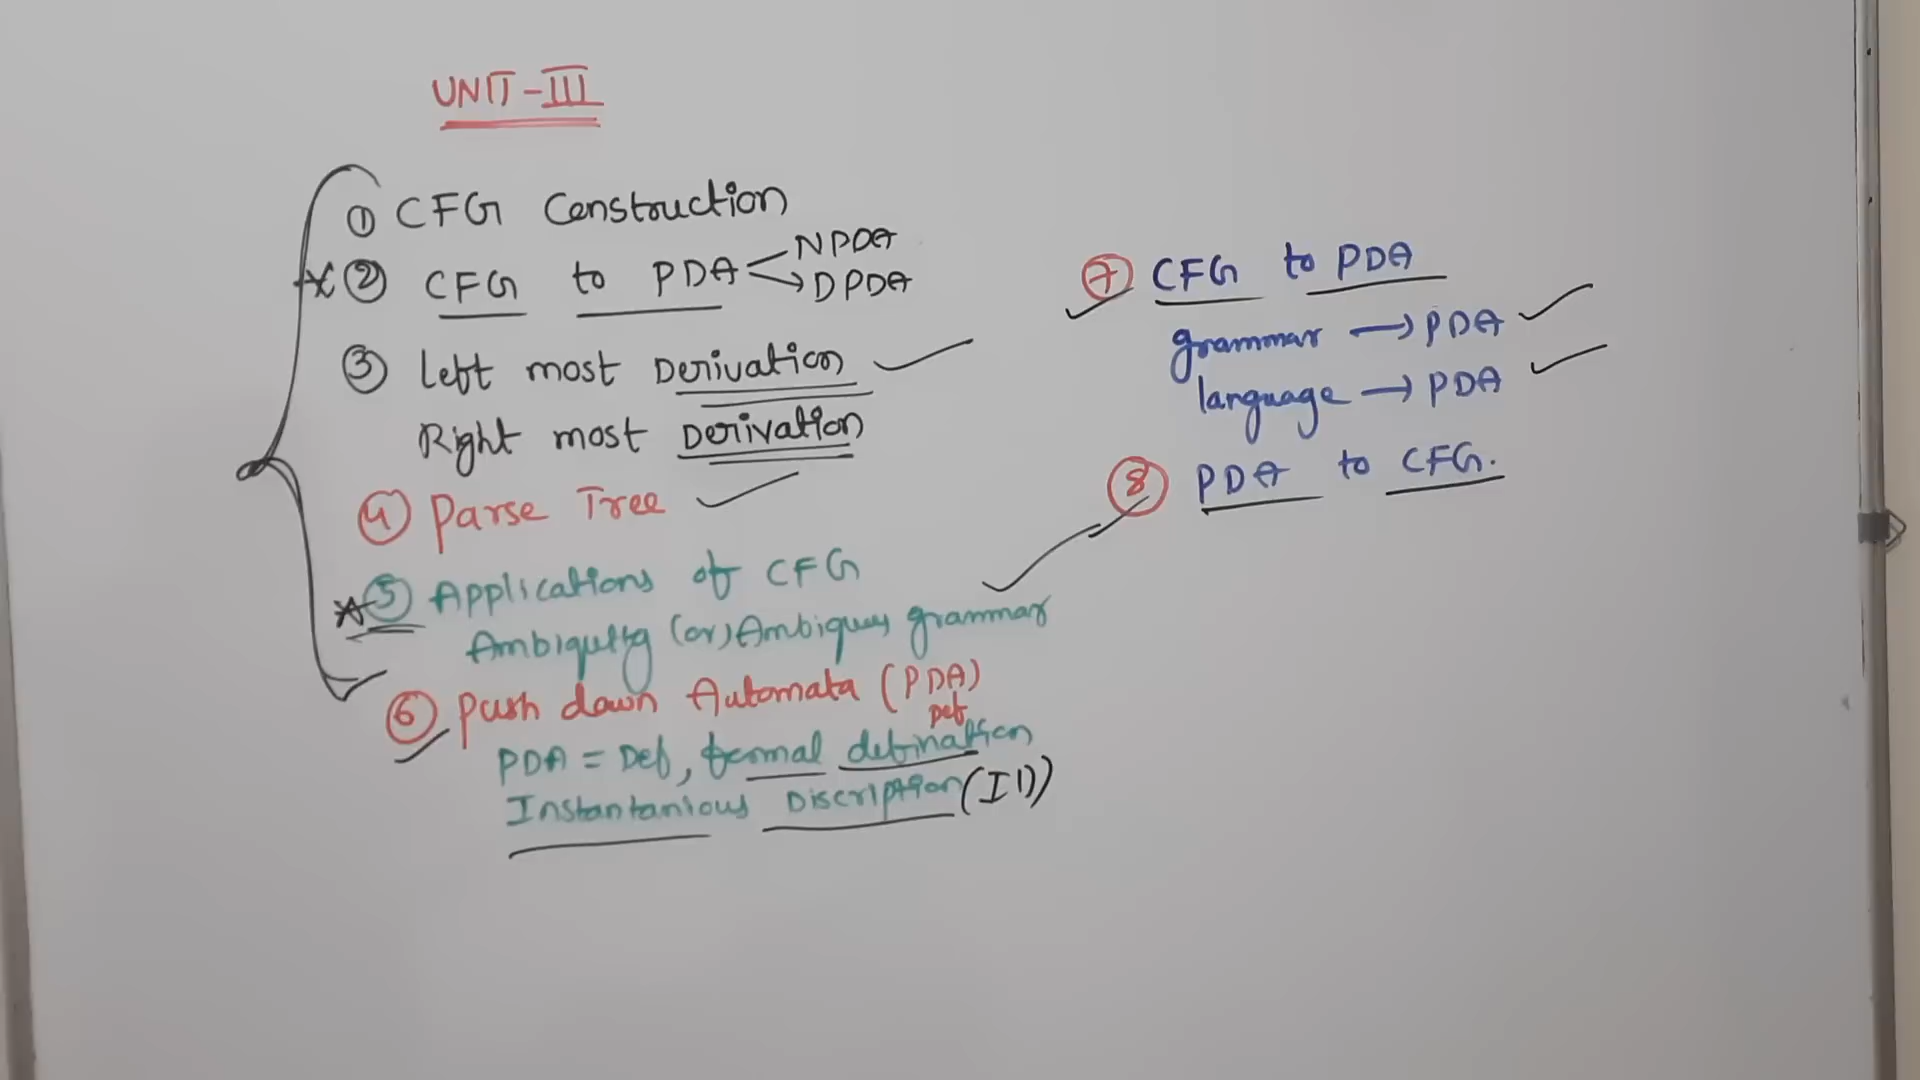 UNIT-III
① CFG Construction
② CFG to PDA NPDA
DPDA
③ Left most Derivation
Right most Derivation
④ Parse Tree
⑤ Applications of CFG
Ambiguity (or) Ambiguous grammar
⑥ Push down Automata (PDA)
Def
PDA = Def, formal defination
Instantanious Discription (ID)
⑦ CFG to PDA
grammar → PDA
language → PDA
⑧ PDA to CFG.